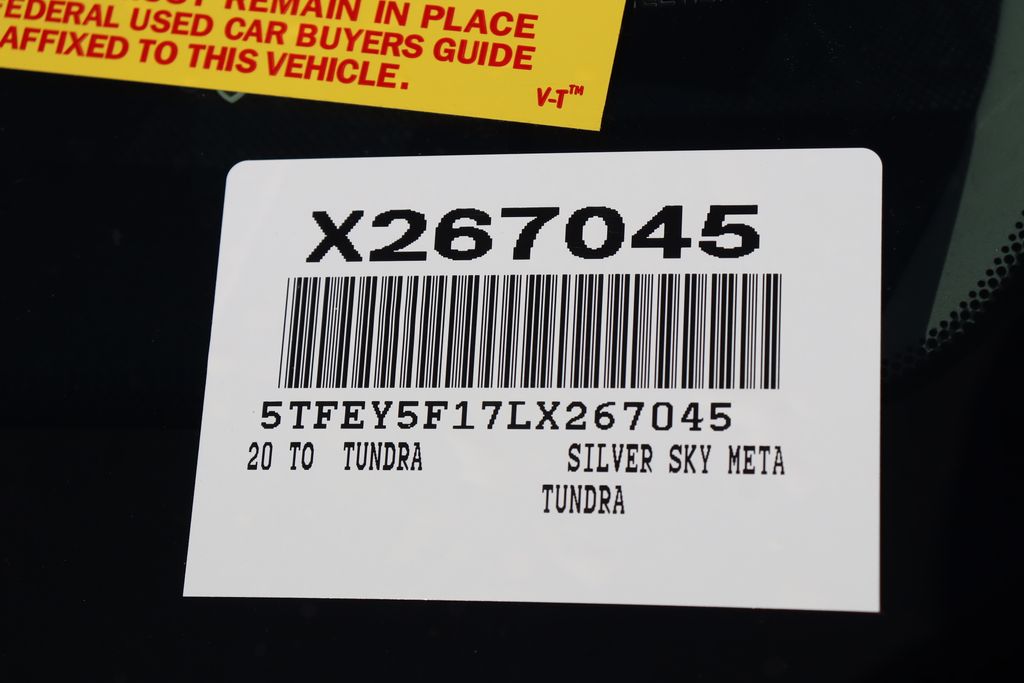 REMAIN IN PLACE
FEDERAL USED CAR BUYERS GUIDE
AFFIXED TO THIS VEHICLE.
V-T™
X267045
5TFEY5F17LX267045
20 TO TUNDRA SILVER SKY META
TUNDRA